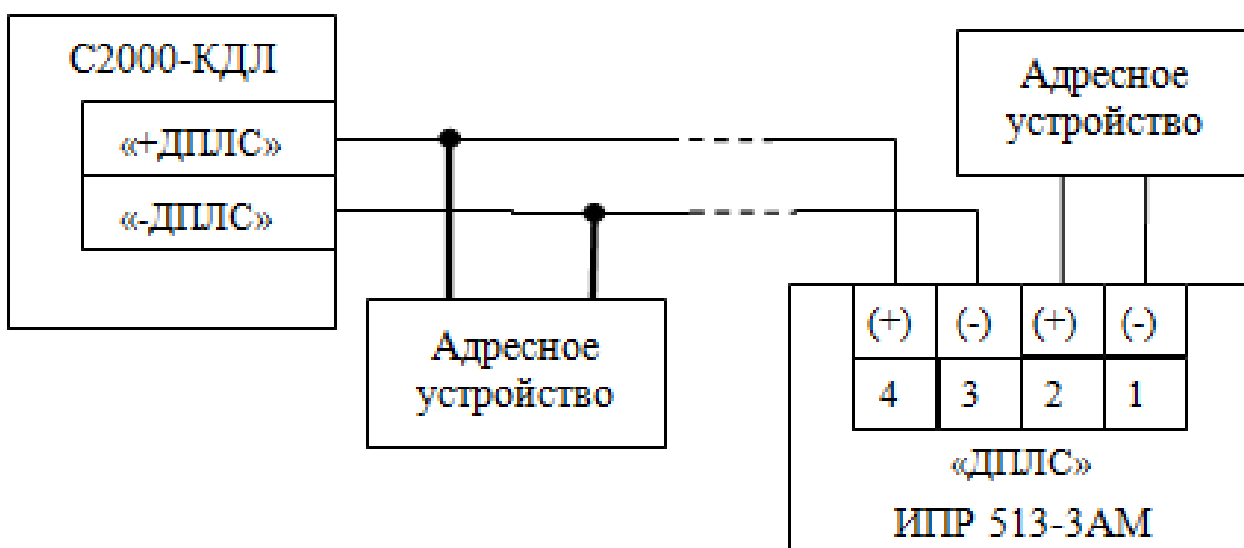 С2000-КДЛ
«+ДПЛС»
«-ДПЛС»
Адресное
устройство
Адресное
устройство
(+) (-) (+) (-)
4 3 2 1
«ДПЛС»
ИПР 513-3АМ